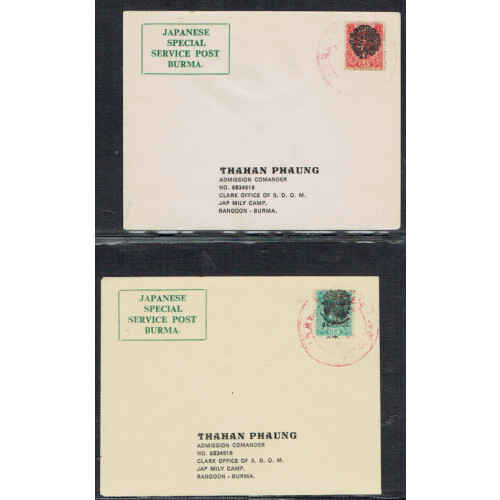 JAPANESE
SPECIAL
SERVICE POST
BURMA.
THAHAN PHAUNG
ADMISSION COMANDER
NO. 6834518
CLARK OFFICE OF S. D. O. M.
JAP MILY CAMP,
RANGOON - BURMA.
JAPANESE
SPECIAL
SERVICE POST
BURMA.
THAHAN PHAUNG
ADMISSION COMANDER
NO. 6834518
CLARK OFFICE OF S. D. O. M.
JAP MILY CAMP,
RANGOON - BURMA.